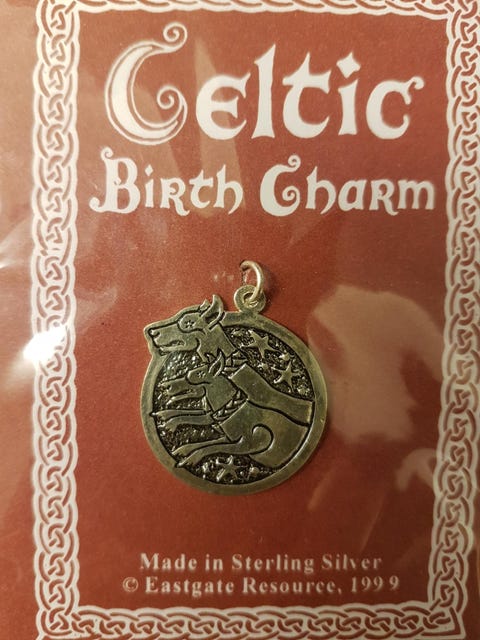 Celtic
Birth Charm
Made in Sterling Silver
© Eastgate Resource, 1999